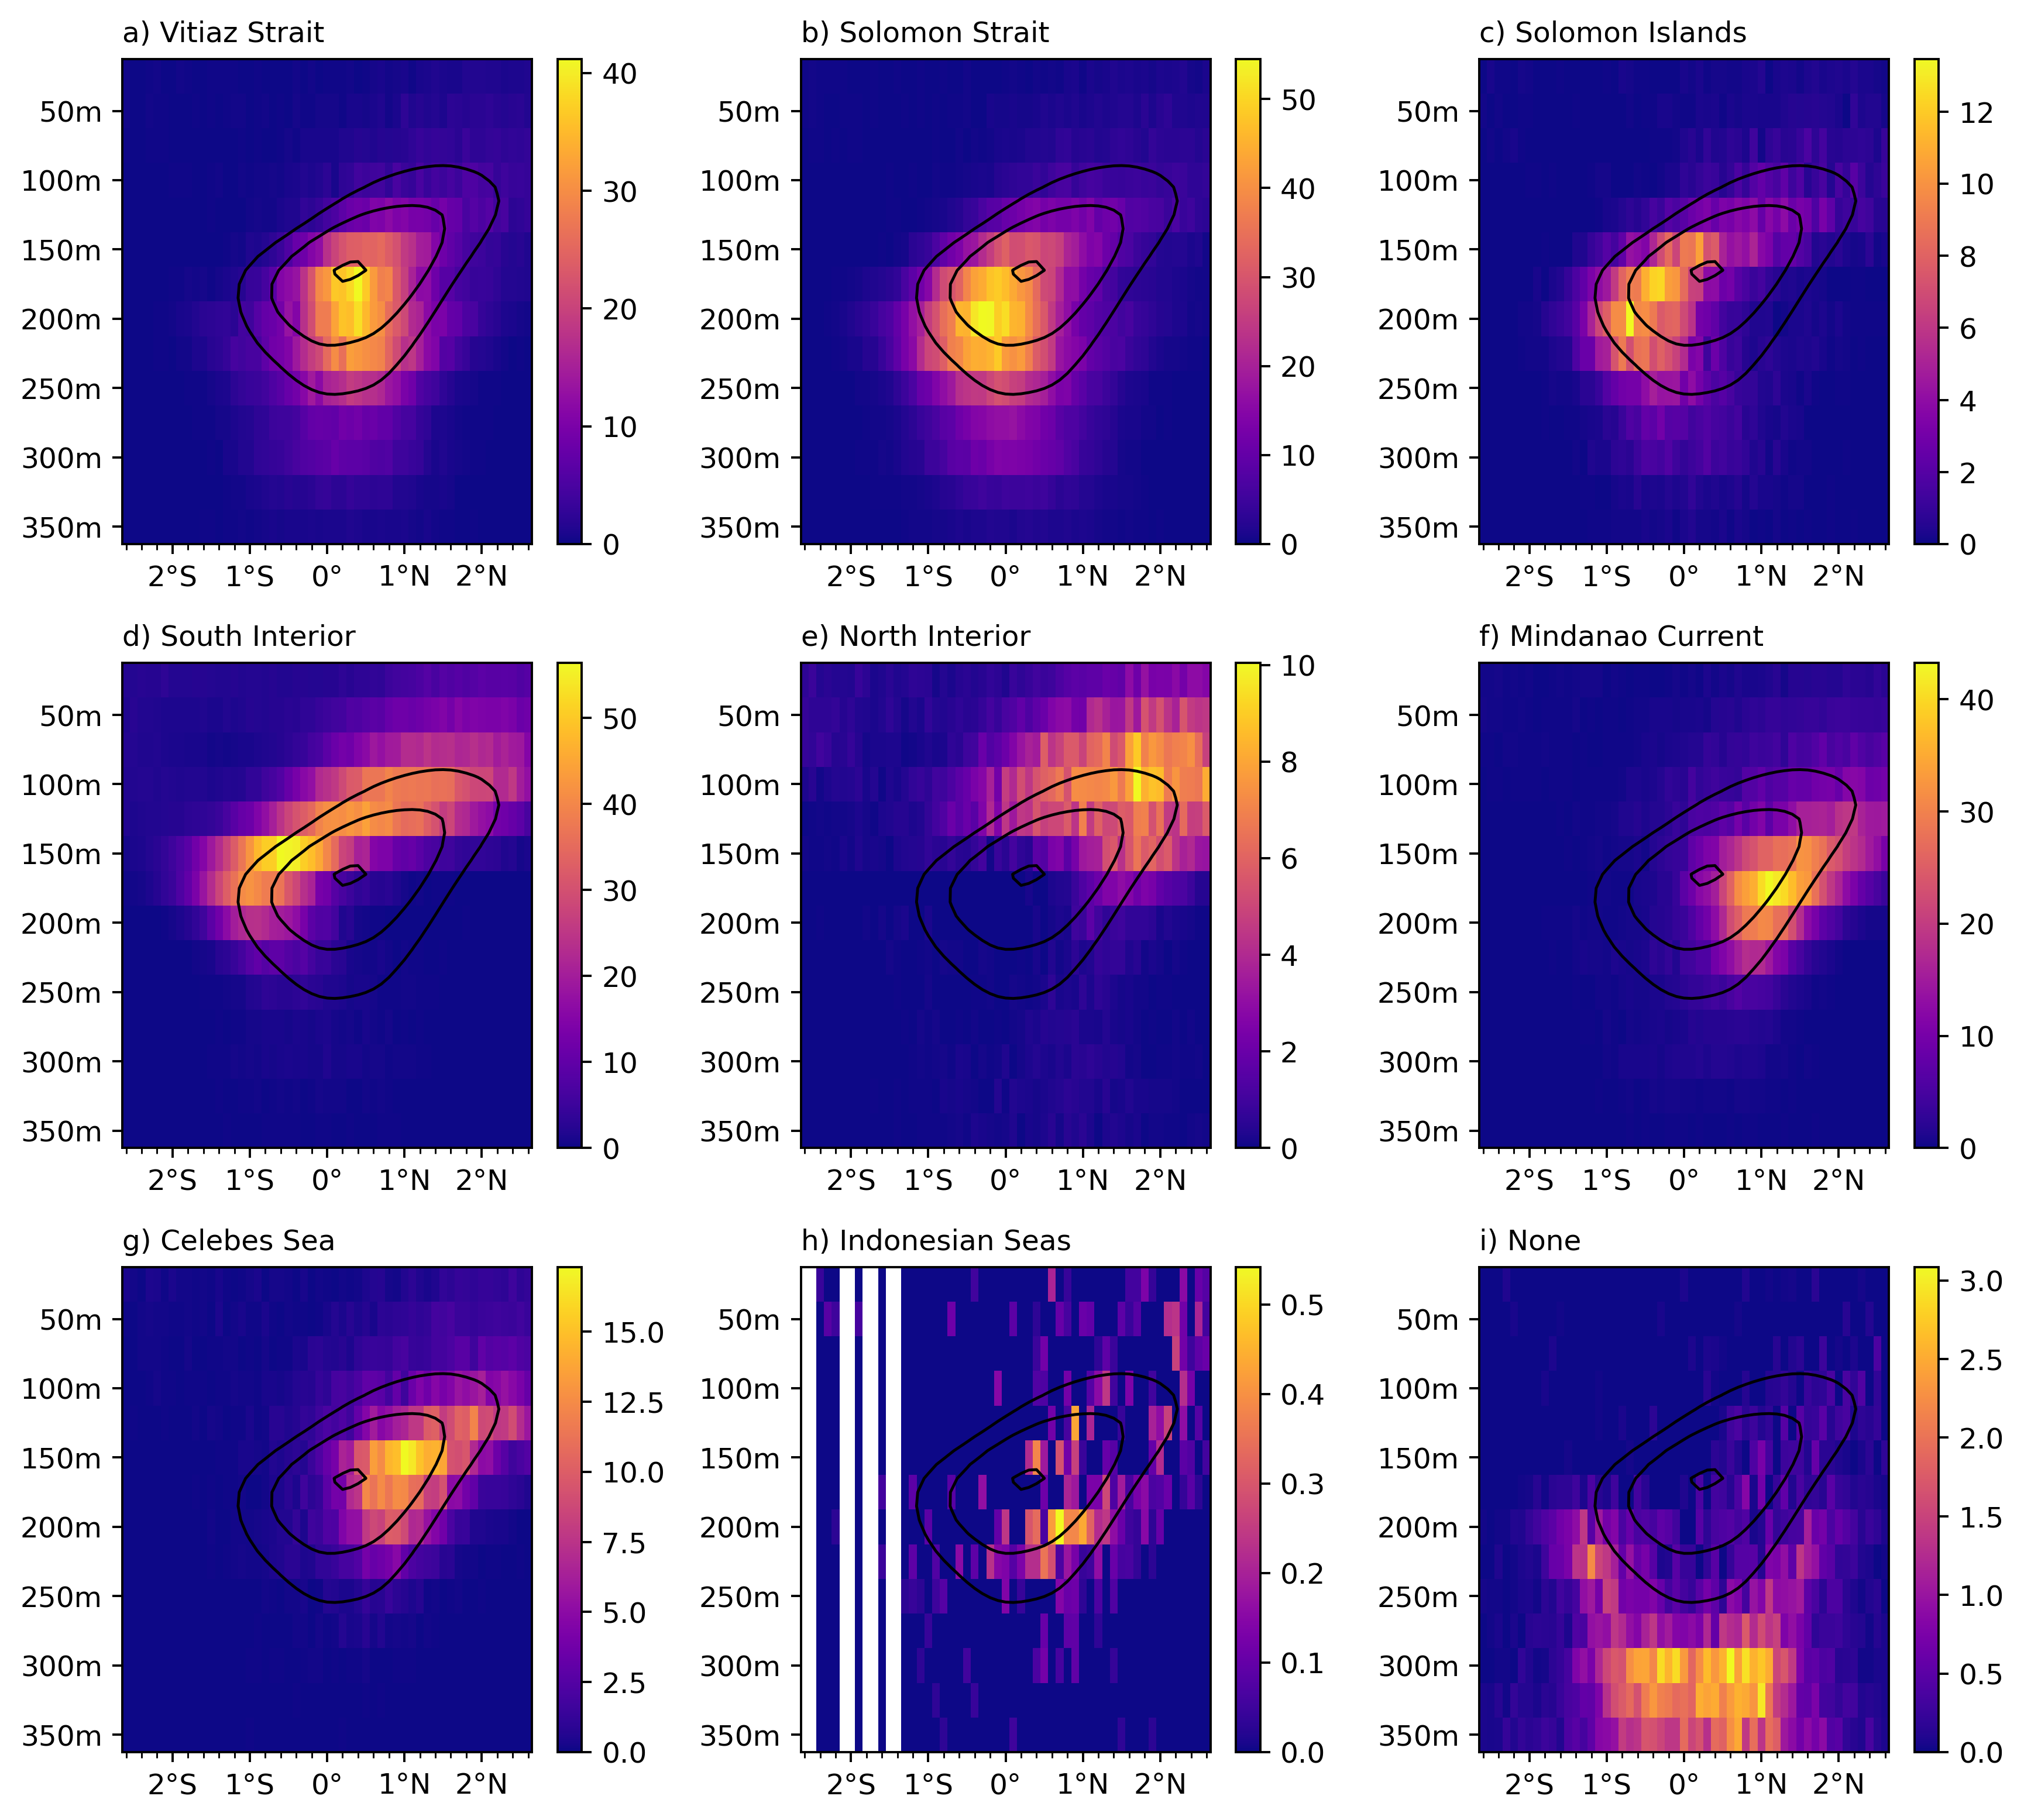 a) Vitiaz Strait
50m
100m
150m
200m
250m
300m
350m
2°S 1°S 0° 1°N 2°N
40
30
20
10
0
b) Solomon Strait
50m
100m
150m
200m
250m
300m
350m
2°S 1°S 0° 1°N 2°N
50
40
30
20
10
0
c) Solomon Islands
50m
100m
150m
200m
250m
300m
350m
2°S 1°S 0° 1°N 2°N
12
10
8
6
4
2
0
d) South Interior
50m
100m
150m
200m
250m
300m
350m
2°S 1°S 0° 1°N 2°N
50
40
30
20
10
0
e) North Interior
50m
100m
150m
200m
250m
300m
350m
2°S 1°S 0° 1°N 2°N
10
8
6
4
2
0
f) Mindanao Current
50m
100m
150m
200m
250m
300m
350m
2°S 1°S 0° 1°N 2°N
40
30
20
10
0
g) Celebes Sea
50m
100m
150m
200m
250m
300m
350m
2°S 1°S 0° 1°N 2°N
15.0
12.5
10.0
7.5
5.0
2.5
0.0
h) Indonesian Seas
50m
100m
150m
200m
250m
300m
350m
2°S 1°S 0° 1°N 2°N
0.5
0.4
0.3
0.2
0.1
0.0
i) None
50m
100m
150m
200m
250m
300m
350m
2°S 1°S 0° 1°N 2°N
3.0
2.5
2.0
1.5
1.0
0.5
0.0